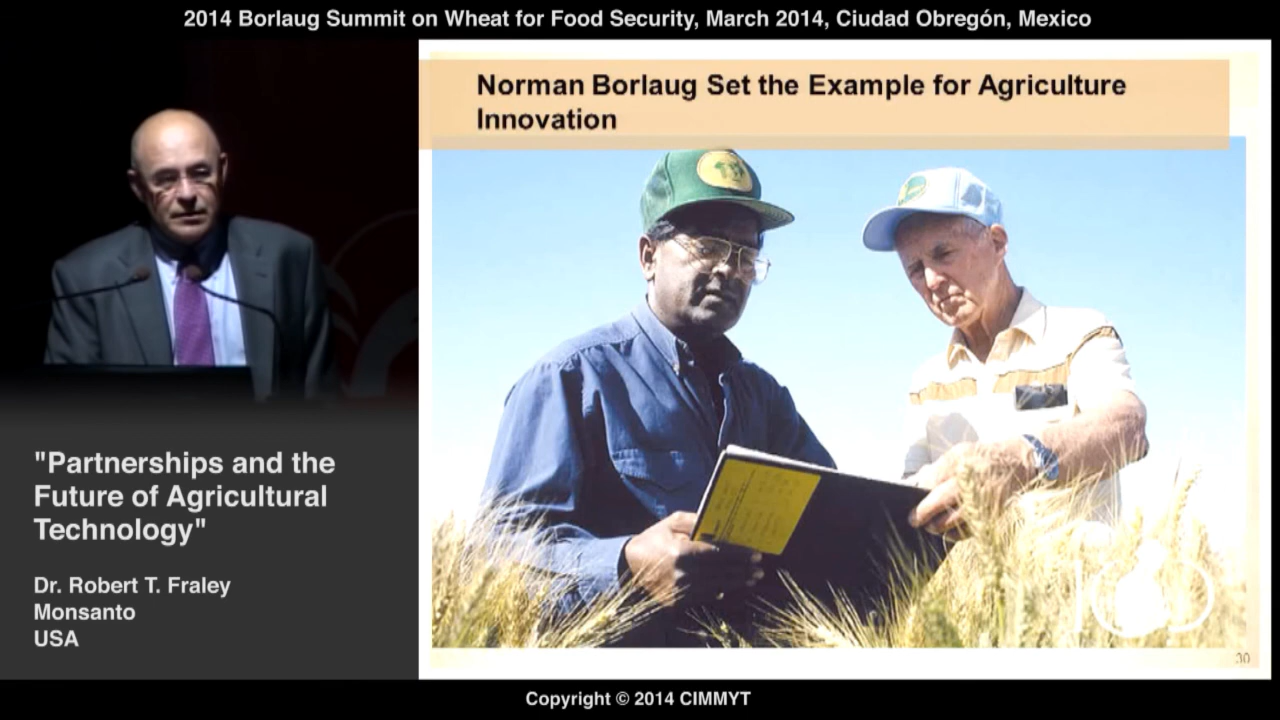 2014 Borlaug Summit on Wheat for Food Security, March 2014, Ciudad Obregón, Mexico
Norman Borlaug Set the Example for Agriculture
Innovation
"Partnerships and the
Future of Agricultural
Technology"
Dr. Robert T. Fraley
Monsanto
USA
100
30
Copyright © 2014 CIMMYT